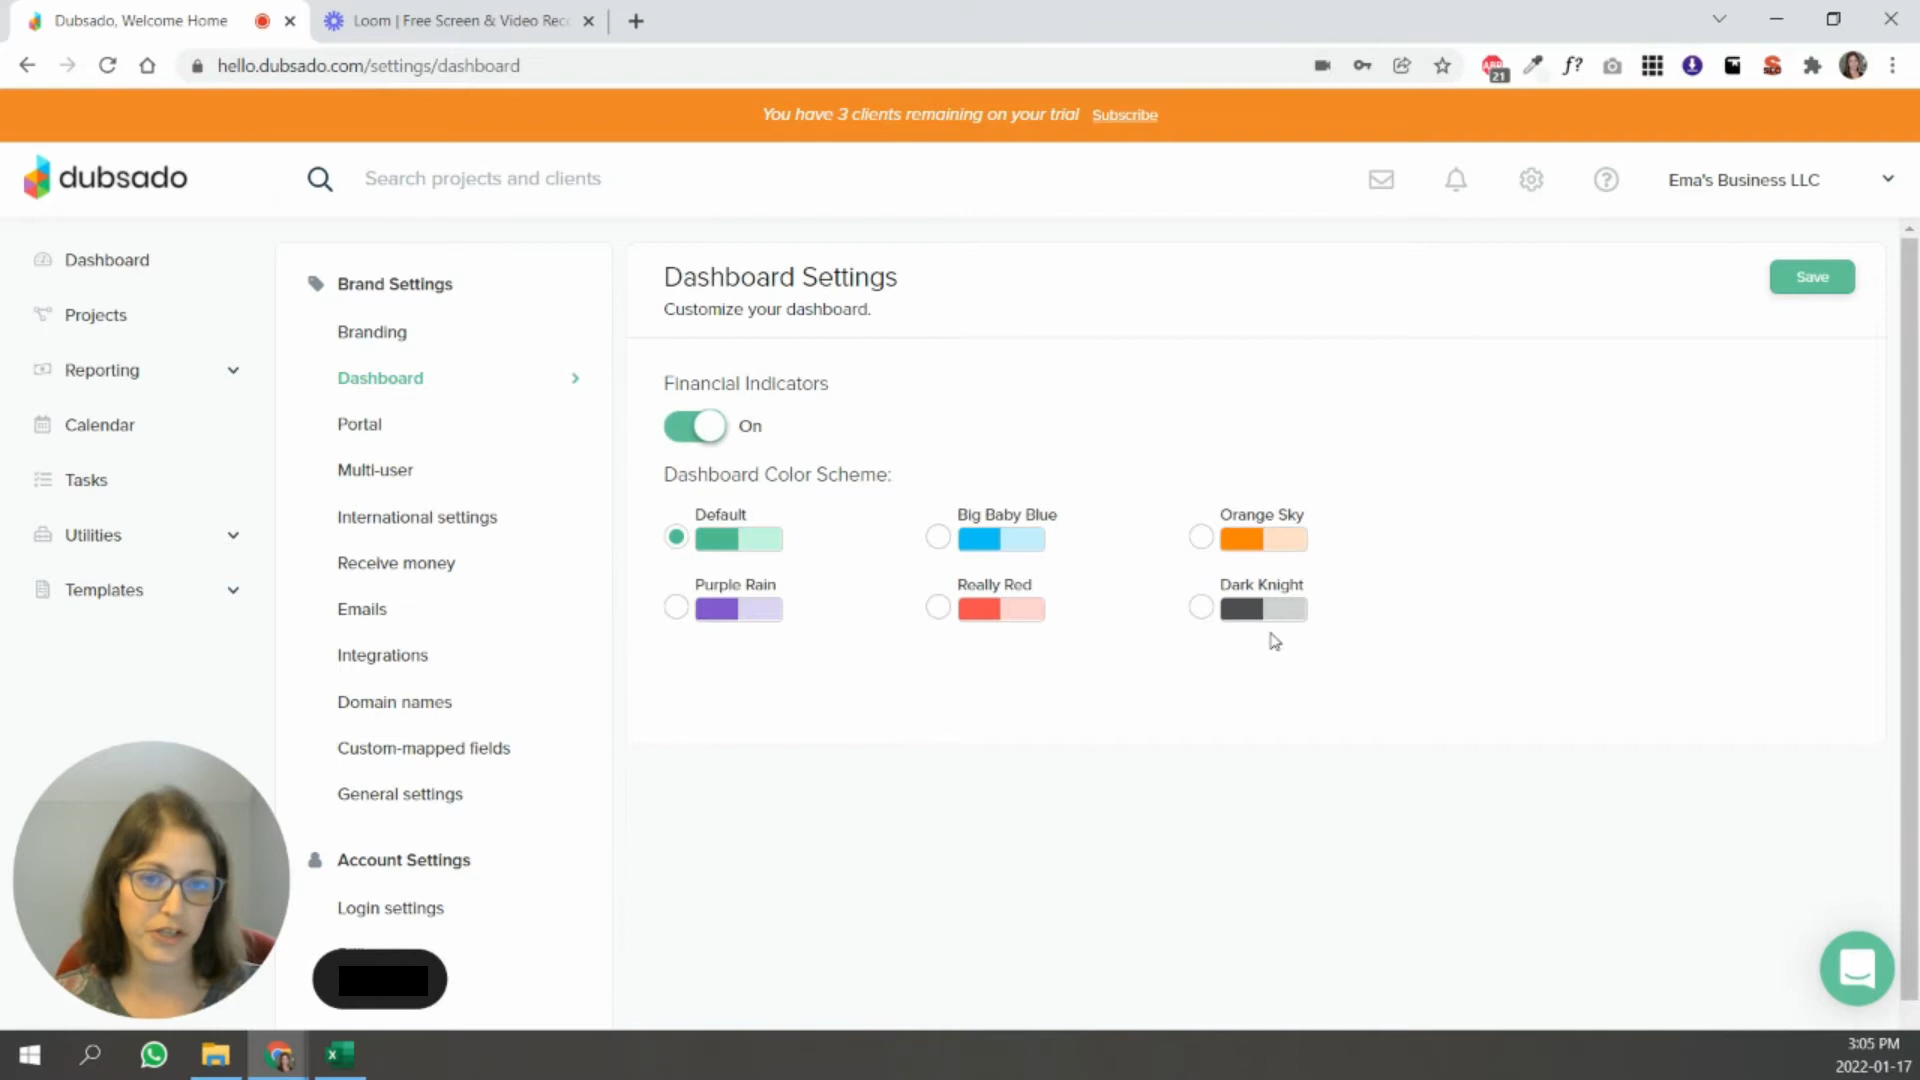 Dubsado, Welcome Home
Loom | Free Screen & Video Rec
hello.dubsado.com/settings/dashboard
ABP
21
f?
SEO
You have 3 clients remaining on your trial Subscribe
dubsado
Search projects and clients
Ema's Business LLC
Dashboard
Projects
Reporting
Calendar
Tasks
Utilities
Templates
Brand Settings
Branding
Dashboard
Portal
Multi-user
International settings
Receive money
Emails
Integrations
Domain names
Custom-mapped fields
General settings
Account Settings
Login settings
Dashboard Settings
Customize your dashboard.
Save
Financial Indicators
On
Dashboard Color Scheme:
Default
Big Baby Blue
Orange Sky
Purple Rain
Really Red
Dark Knight
3:05 PM
2022-01-17